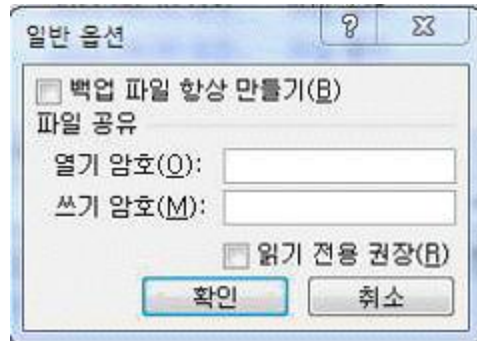 일반 옵션
백업 파일 항상 만들기(B)
파일 공유
열기 암호(O):
쓰기 암호(M):
읽기 전용 권장(R)
확인 취소